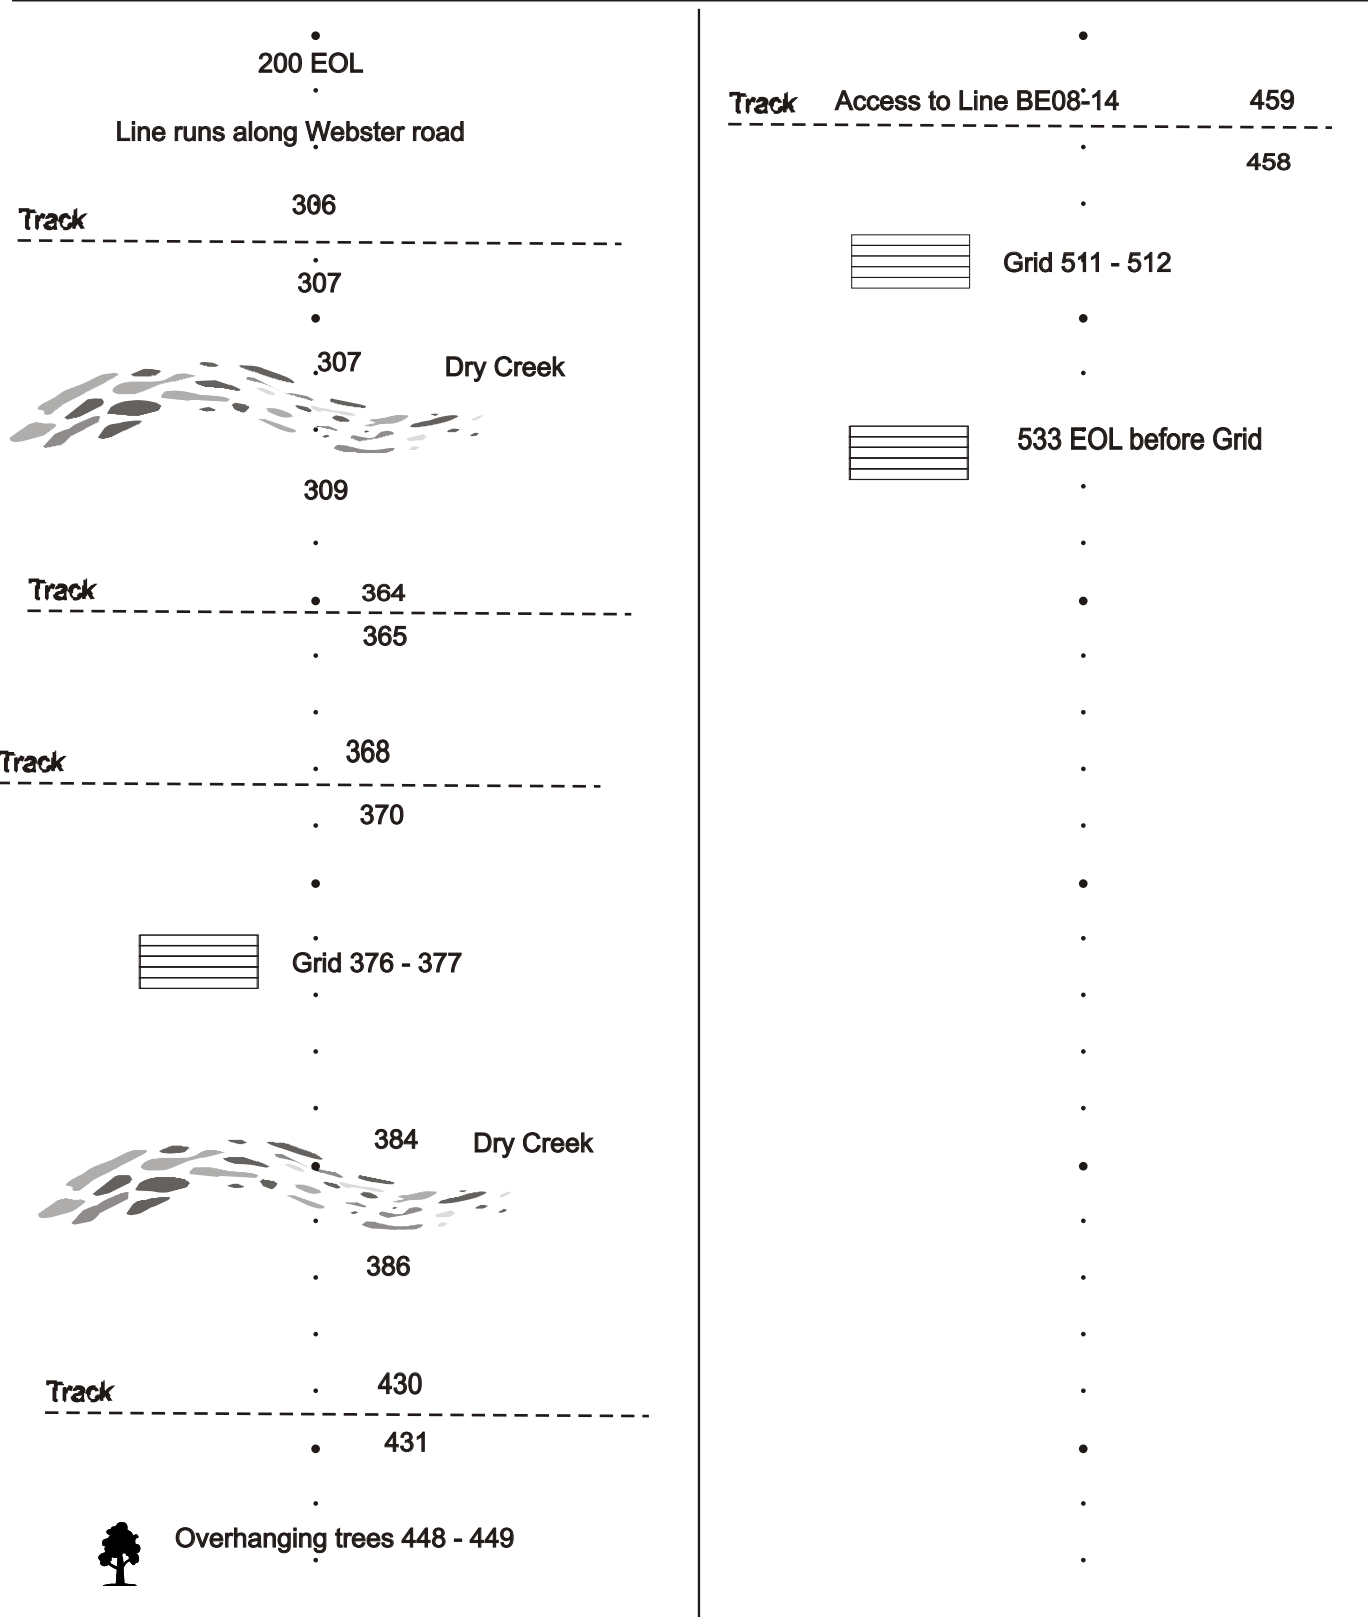 200 EOL
Line runs along Webster road
306
Track
307
307 Dry Creek
309
Track 364
365
368
Track
370
Grid 376 - 377
384 Dry Creek
386
Track 430
431
Overhanging trees 448 - 449
Track Access to Line BE08-14 459
458
Grid 511 - 512
533 EOL before Grid